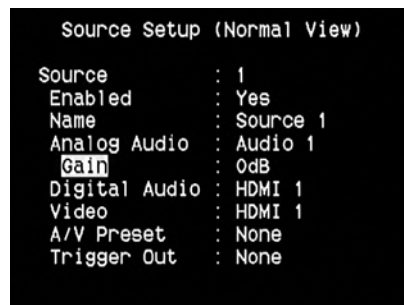 Source Setup (Normal View)
Source : 1
Enabled : Yes
Name : Source 1
Analog Audio : Audio 1
Gain : 0dB
Digital Audio : HDMI 1
Video : HDMI 1
A/V Preset : None
Trigger Out : None